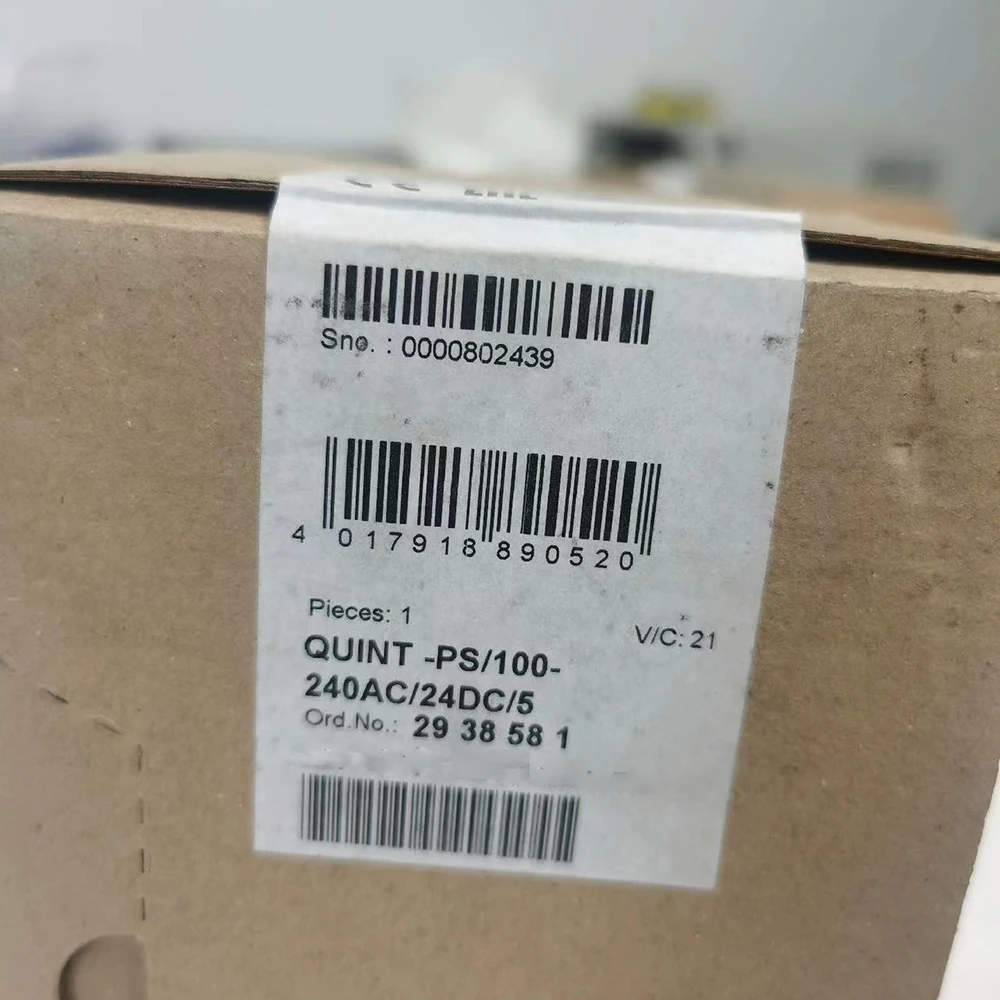 Sno. : 0000802439
4 017918 890520
Pieces: 1
V/C: 21
QUINT -PS/100-
240AC/24DC/5
Ord.No.: 29 38 58 1